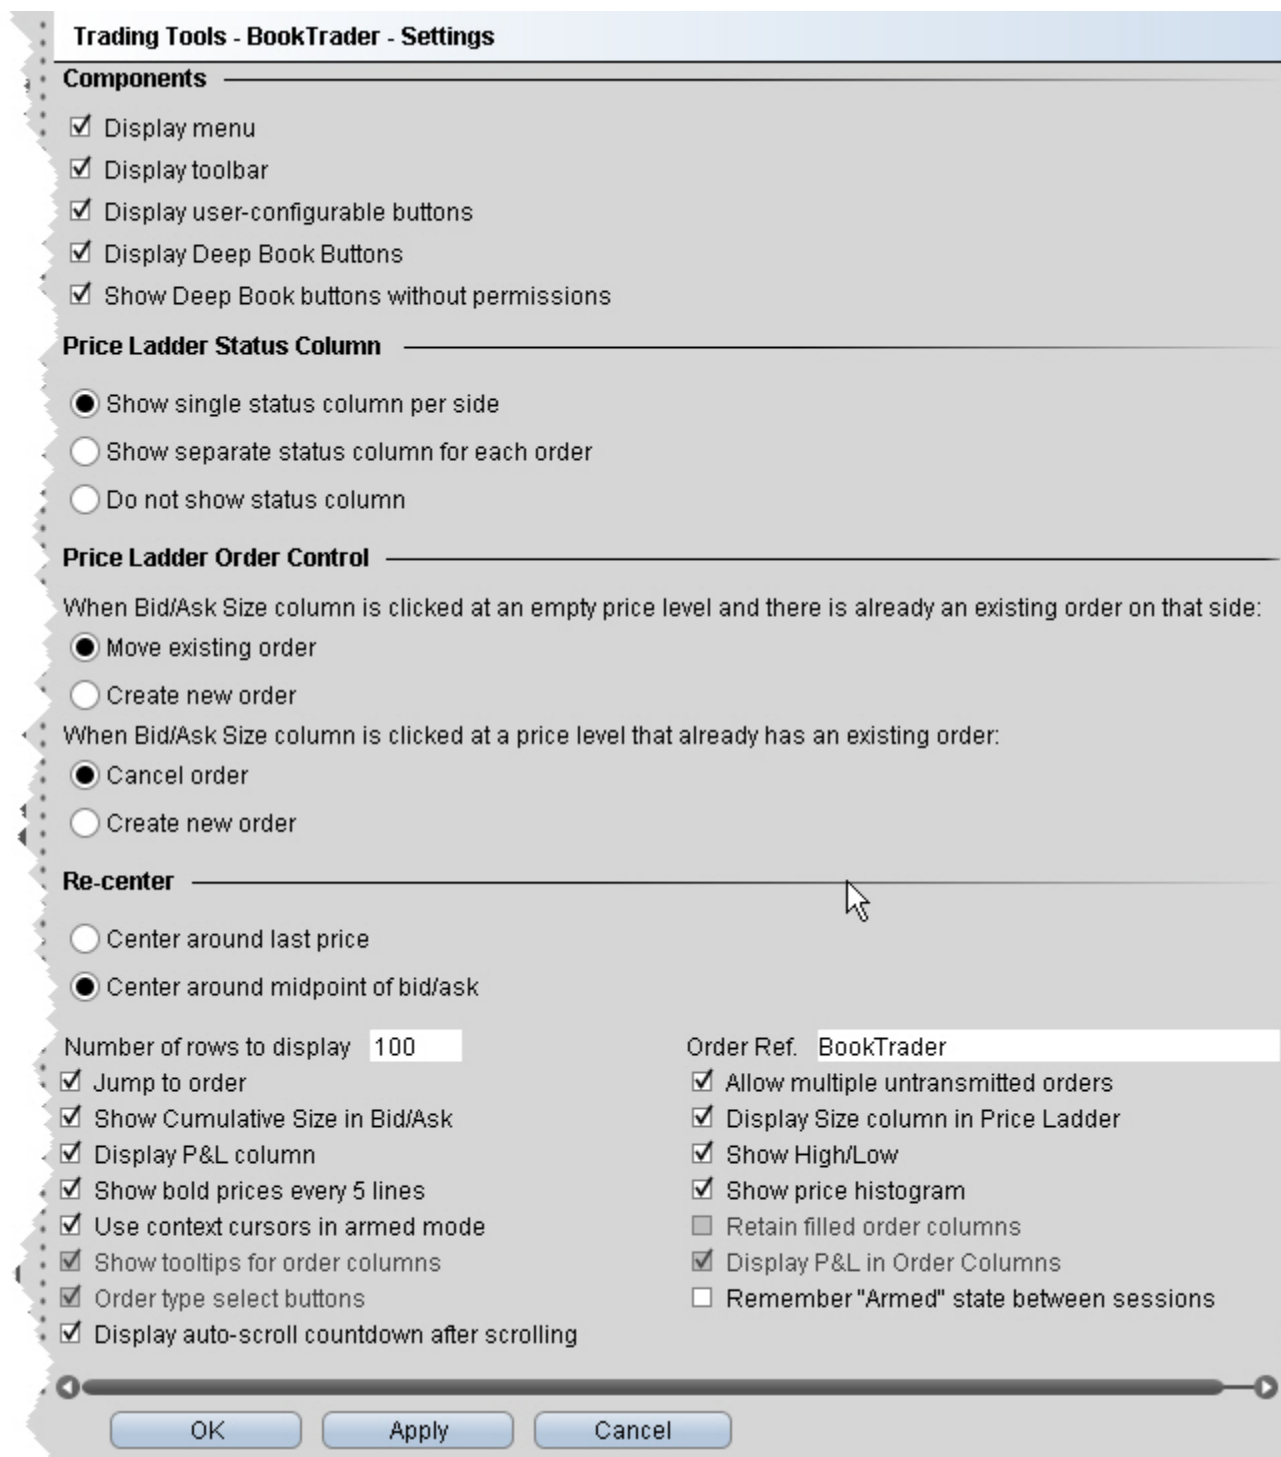 Trading Tools - BookTrader - Settings
Components
Display menu
Display toolbar
Display user-configurable buttons
Display Deep Book Buttons
Show Deep Book buttons without permissions
Price Ladder Status Column
Show single status column per side
Show separate status column for each order
Do not show status column
Price Ladder Order Control
When Bid/Ask Size column is clicked at an empty price level and there is already an existing order on that side:
Move existing order
Create new order
When Bid/Ask Size column is clicked at a price level that already has an existing order:
Cancel order
Create new order
Re-center
Center around last price
Center around midpoint of bid/ask
Number of rows to display 100 Order Ref. BookTrader
Jump to order Allow multiple untransmitted orders
Show Cumulative Size in Bid/Ask Display Size column in Price Ladder
Display P&L column Show High/Low
Show bold prices every 5 lines Show price histogram
Use context cursors in armed mode Retain filled order columns
Show tooltips for order columns Display P&L in Order Columns
Order type select buttons Remember "Armed" state between sessions
Display auto-scroll countdown after scrolling
OK Apply Cancel